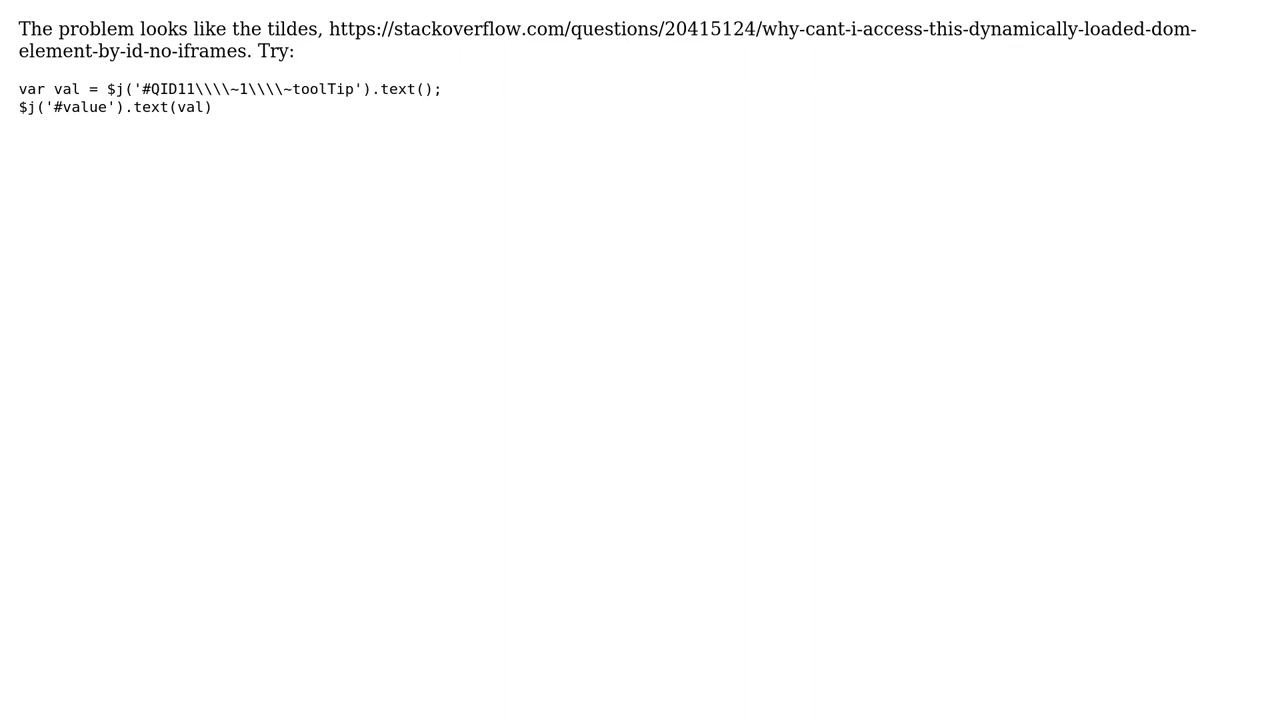 The problem looks like the tildes, https://stackoverflow.com/questions/20415124/why-cant-i-access-this-dynamically-loaded-dom-
element-by-id-no-iframes. Try:
var val = $j('#QID11\\\\~1\\\\~toolTip').text();
$j('#value').text(val)